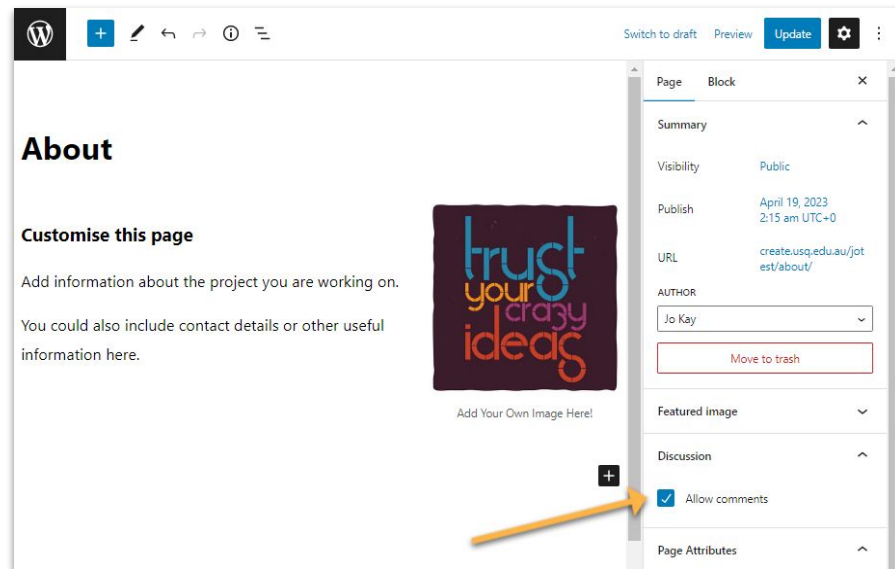 Switch to draft Preview Update
Page Block
Summary
About
Visibility Public
Publish April 19, 2023
2:15 am UTC+0
Customise this page
URL create.usq.edu.au/jot
est/about/
Add information about the project you are working on.
AUTHOR
Jo Kay
You could also include contact details or other useful
information here.
Move to trash
trust
your
crazy
ideas
Add Your Own Image Here!
Featured image
Discussion
Allow comments
Page Attributes